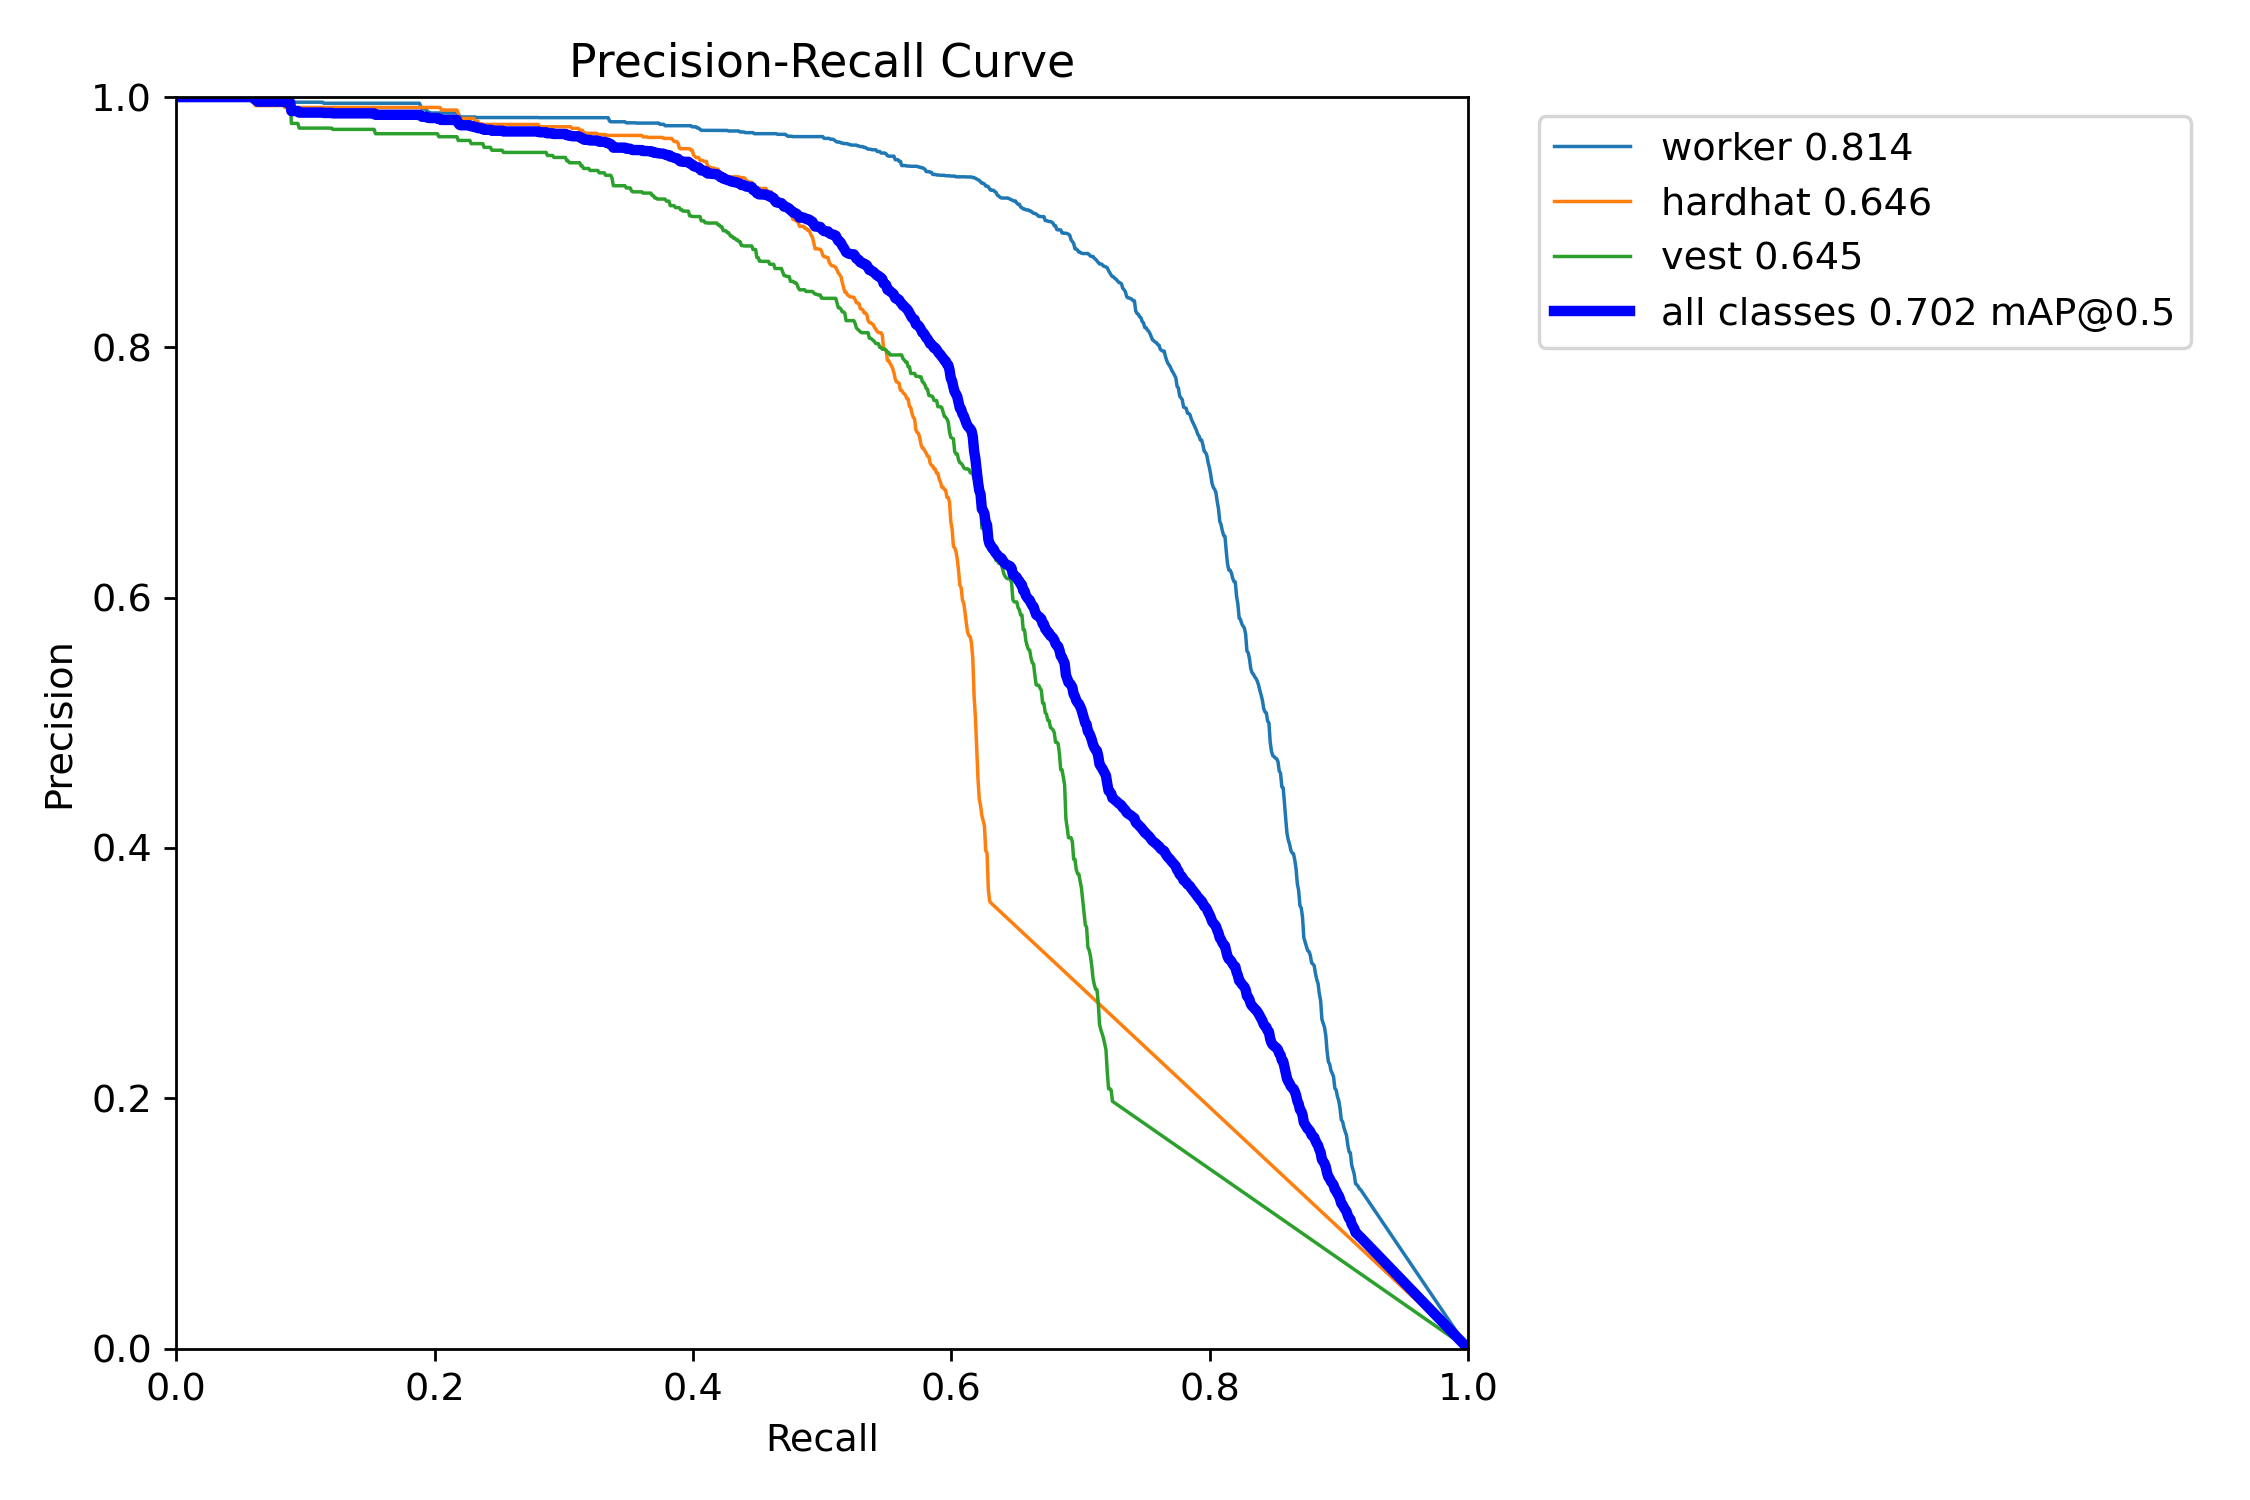 Precision-Recall Curve
1.0
0.8
0.6
0.4
0.2
0.0
Precision
0.0 0.2 0.4 0.6 0.8 1.0
Recall
worker 0.814
hardhat 0.646
vest 0.645
all classes 0.702 mAP@0.5